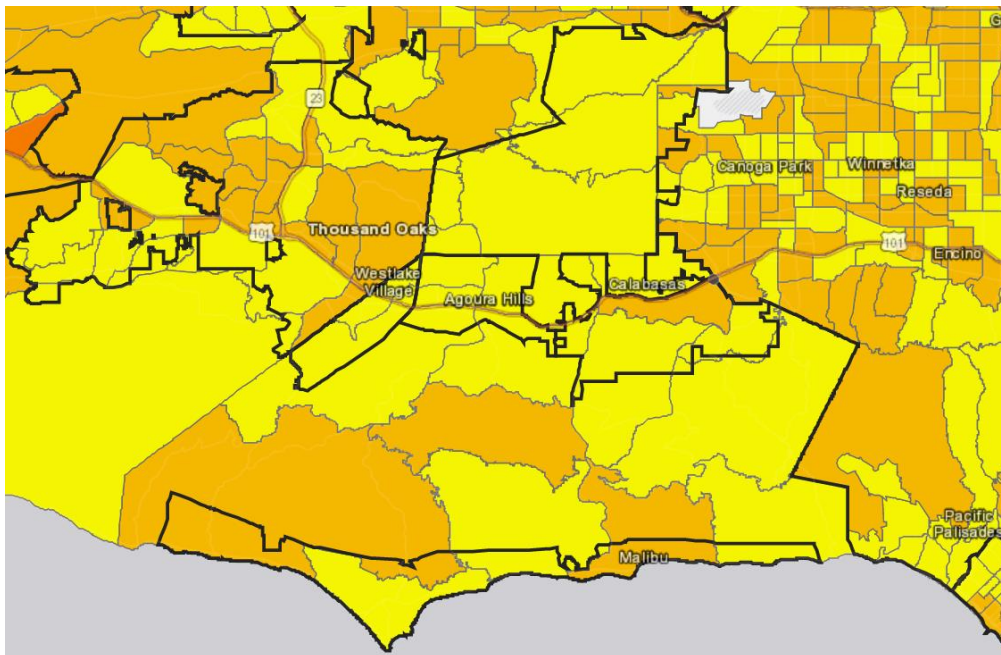 G
23
Canoga Park
Winnetka
Reseda
Thousand Oaks
101
101
Encino
Westlake
Village
Agoura Hills
Calabasas
Pacific
Palisades
Malibu